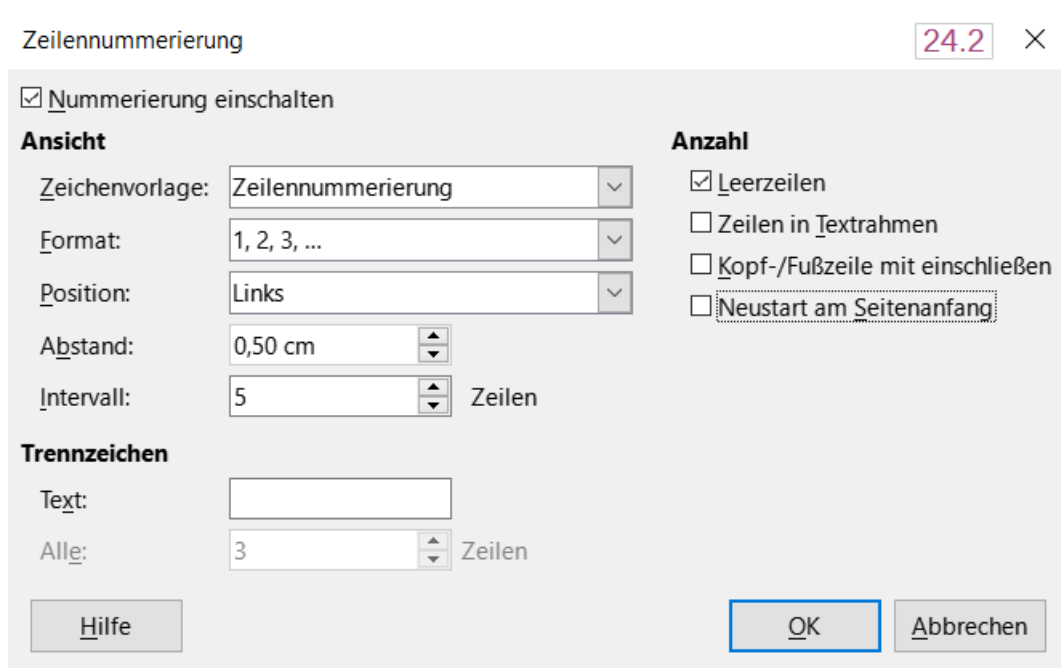 Zeilennummerierung 24.2
Nummerierung einschalten
Ansicht
Zeichenvorlage: Zeilennummerierung
Format: 1, 2, 3, ...
Position: Links
Abstand: 0,50 cm
Intervall: 5 Zeilen
Trennzeichen
Text:
Alle: 3 Zeilen
Anzahl
Leerzeilen
Zeilen in Textrahmen
Kopf-/Fußzeile mit einschließen
Neustart am Seitenanfang
Hilfe OK Abbrechen